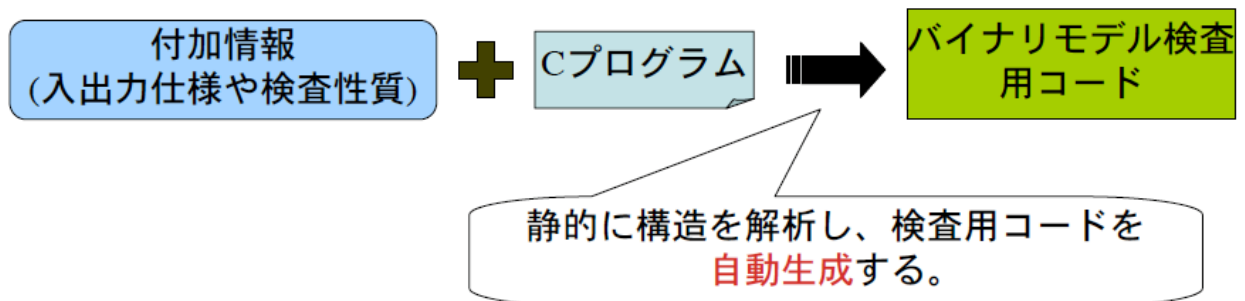 付加情報
(入出力仕様や検査性質)
Cプログラム
バイナリモデル検査
用コード
静的に構造を解析し、検査用コードを
自動生成する。